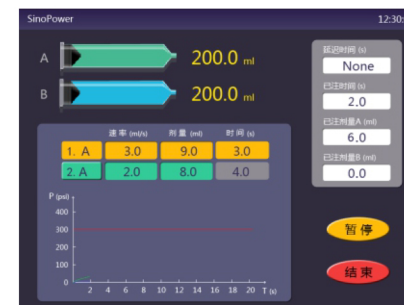 SinoPower 12:30:
A 200.0 ml
延迟时间 (s)
None
B 200.0 ml
已注时间 (s)
2.0
已注剂量A (ml)
6.0
已注剂量B (ml)
0.0
速率 (ml/s) 剂量 (ml) 时间 (s)
1. A 3.0 9.0 3.0
2. A 2.0 8.0 4.0
P (psi)
400
300
200
100
0
2 4 6 8 10 12 14 16 18 20 T (s)
暂停
结束